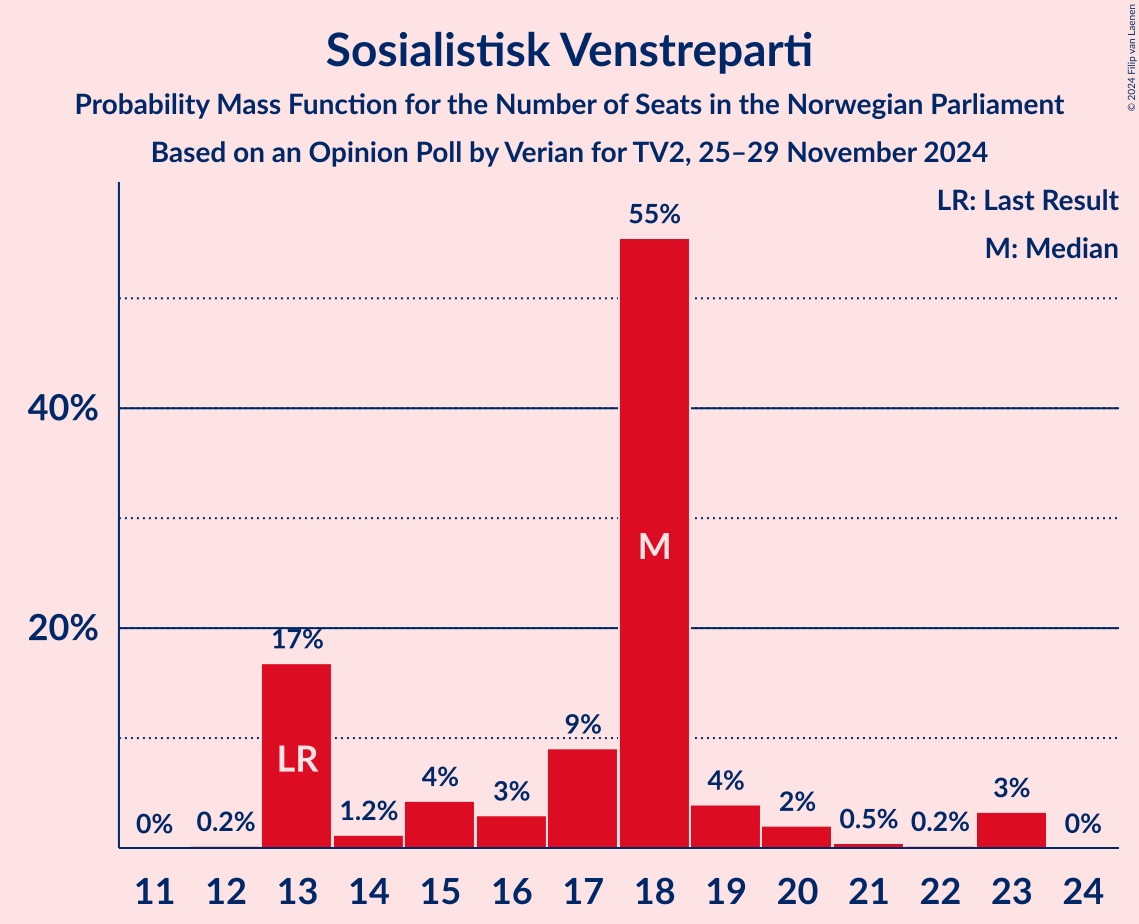 Sosialistisk Venstreparti
Probability Mass Function for the Number of Seats in the Norwegian Parliament
Based on an Opinion Poll by Verian for TV2, 25–29 November 2024
© 2024 Filip van Laenen
LR: Last Result
M: Median
40%
20%
0%
0.2%
17%
1.2%
4%
3%
9%
55%
4%
2%
0.5%
0.2%
3%
0%
LR
M
11 12 13 14 15 16 17 18 19 20 21 22 23 24